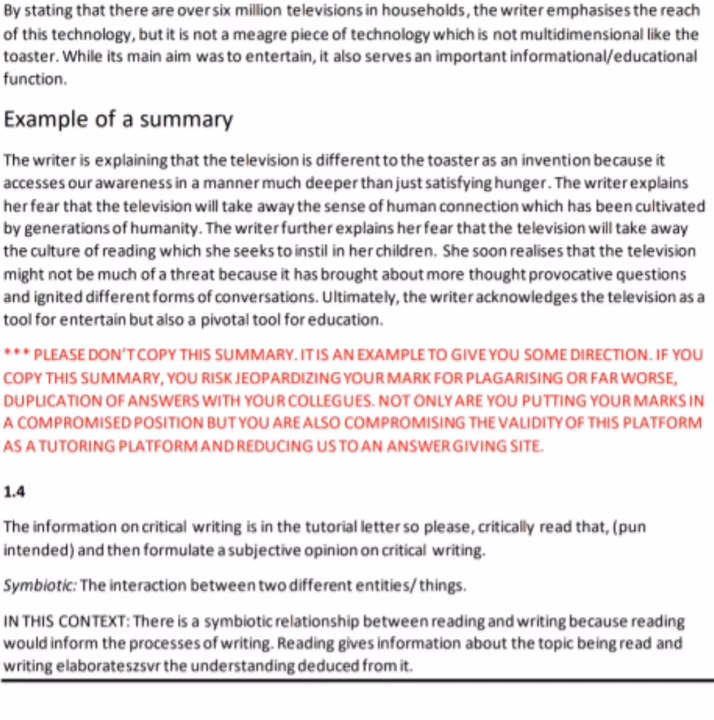 By stating that there are over six million televisions in households, the writer emphasises the reach
of this technology, but it is not a meagre piece of technology which is not multidimensional like the
toaster. While its main aim was to entertain, it also serves an important informational/educational
function.
Example of a summary
The writer is explaining that the television is different to the toaster as an invention because it
accesses our awareness in a manner much deeper than just satisfying hunger. The writer explains
her fear that the television will take away the sense of human connection which has been cultivated
by generations of humanity. The writer further explains her fear that the television will take away
the culture of reading which she seeks to instil in her children. She soon realises that the television
might not be much of a threat because it has brought about more thought provocative questions
and ignited different forms of conversations. Ultimately, the writer acknowledges the television as a
tool for entertain but also a pivotal tool for education.
*** PLEASE DON'T COPY THIS SUMMARY. IT IS AN EXAMPLE TO GIVE YOU SOME DIRECTION. IF YOU
COPY THIS SUMMARY, YOU RISK JEOPARDIZING YOUR MARK FOR PLAGARISING OR FAR WORSE,
DUPLICATION OF ANSWERS WITH YOUR COLLEGUES. NOT ONLY ARE YOU PUTTING YOUR MARKS IN
A COMPROMISED POSITION BUT YOU ARE ALSO COMPROMISING THE VALIDITY OF THIS PLATFORM
AS A TUTORING PLATFORM AND REDUCING US TO AN ANSWER GIVING SITE.
1.4
The information on critical writing is in the tutorial letter so please, critically read that, (pun
intended) and then formulate a subjective opinion on critical writing.
Symbiotic: The interaction between two different entities/ things.
IN THIS CONTEXT: There is a symbiotic relationship between reading and writing because reading
would inform the processes of writing. Reading gives information about the topic being read and
writing elaborateszsvr the understanding deduced from it.